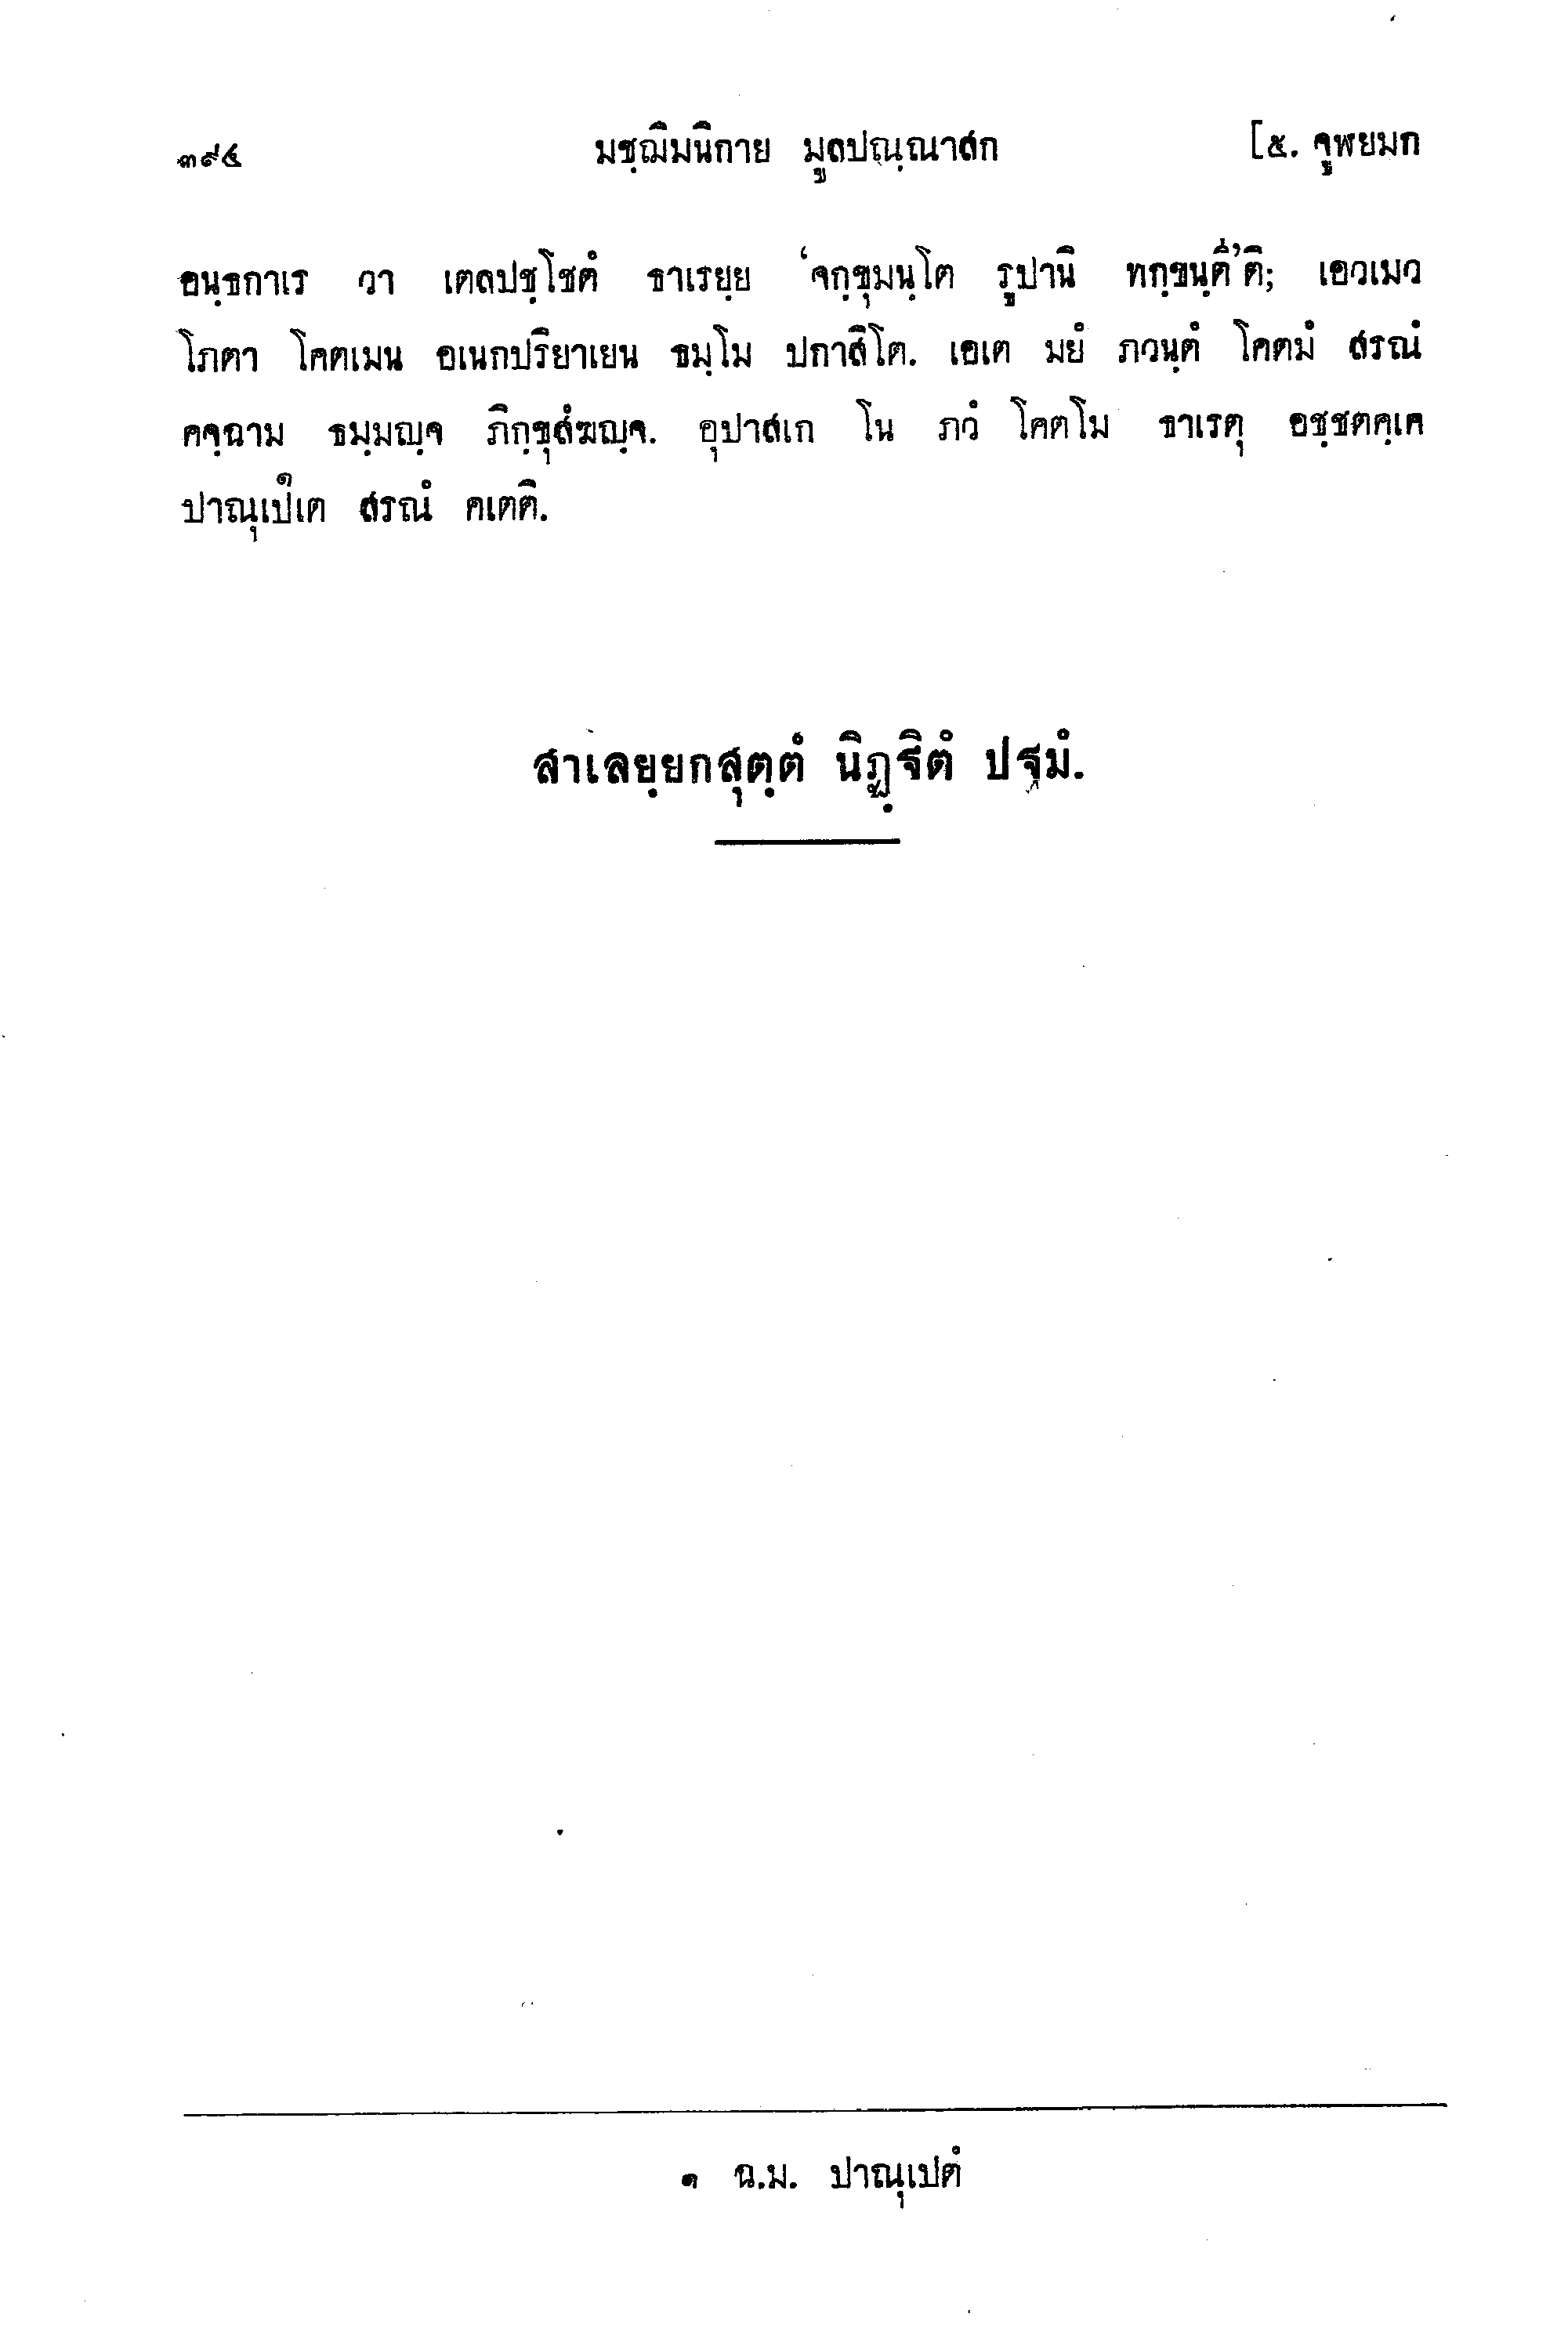 ๓๙๔ มชฺฌิมนิกาย มูลปณฺณาสก [๕. จูฬยมก
อนฺธกาเร วา เตลปชฺโชตํ ธาเรยฺย ‘จกฺขุมนฺโต รูปานิ ทกฺขนฺตี’ติ; เอวเมว
โภตา โคตเมน อเนกปริยาเยน ธมฺโม ปกาสิโต. เอเต มยํ ภวนฺตํ โคตมํ สรณํ
คจฺฉาม ธมฺมญฺจ ภิกฺขุสํฆญฺจ. อุปาสเก โน ภวํ โคตโม ธาเรตุ อชฺชตคฺเค
ปาณุเป๑เต สรณํ คเตติ.
สาเลยฺยกสุตฺตํ นิฏฺฐิตํ ปฐมํ.
๑ ฉ.ม. ปาณุเปตํ